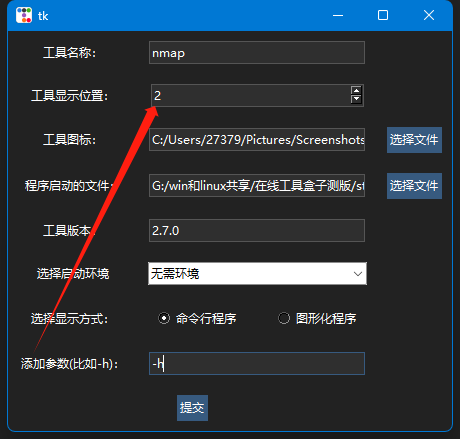 tk
工具名称： nmap
工具显示位置： 2
工具图标： C:/Users/27379/Pictures/Screenshots 选择文件
程序启动的文件： G:/win和linux共享/在线工具盒子测版/st 选择文件
工具版本： 2.7.0
选择启动环境 无需环境
选择显示方式： 命令行程序 图形化程序
添加参数(比如-h)： -h
提交